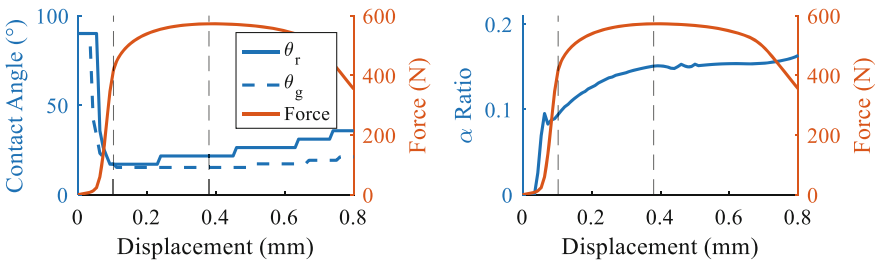 100
50
0
Contact Angle (°)
θr
θg
Force
600
400
200
0
Force (N)
0 0.2 0.4 0.6 0.8
Displacement (mm)
0.2
0.1
0
α Ratio
600
400
200
0
Force (N)
0 0.2 0.4 0.6 0.8
Displacement (mm)